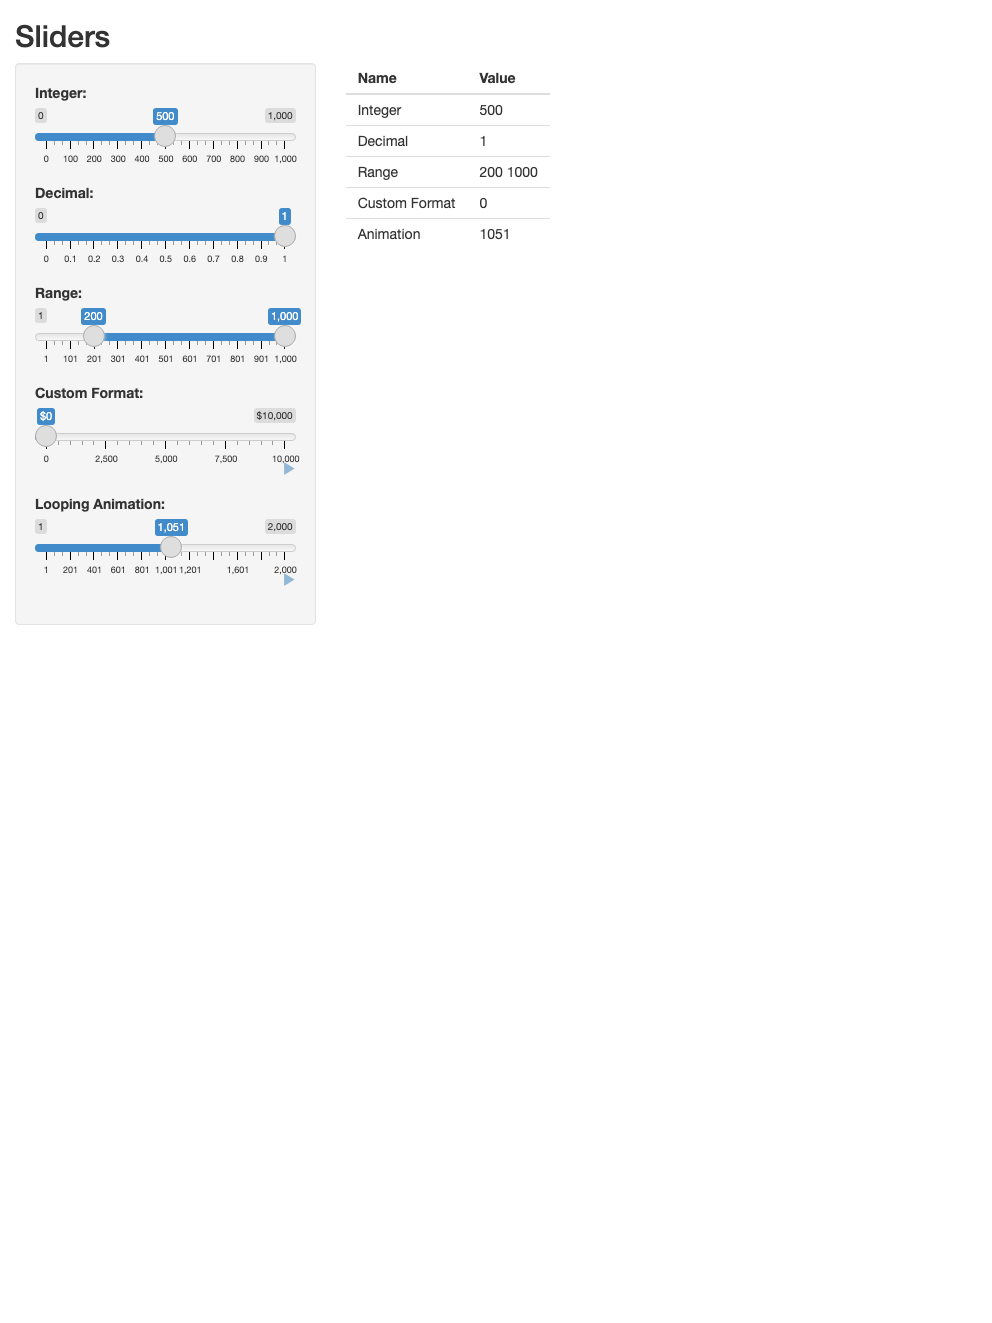 Sliders
Integer:
0 500 1,000
0 100 200 300 400 500 600 700 800 900 1,000
Decimal:
0 1
0 0.1 0.2 0.3 0.4 0.5 0.6 0.7 0.8 0.9 1
Range:
1 200 1,000
1 101 201 301 401 501 601 701 801 901 1,000
Custom Format:
$0 $10,000
0 2,500 5,000 7,500 10,000
Looping Animation:
1 1,051 2,000
1 201 401 601 801 1,001 1,201 1,601 2,000
Name Value
Integer 500
Decimal 1
Range 200 1000
Custom Format 0
Animation 1051